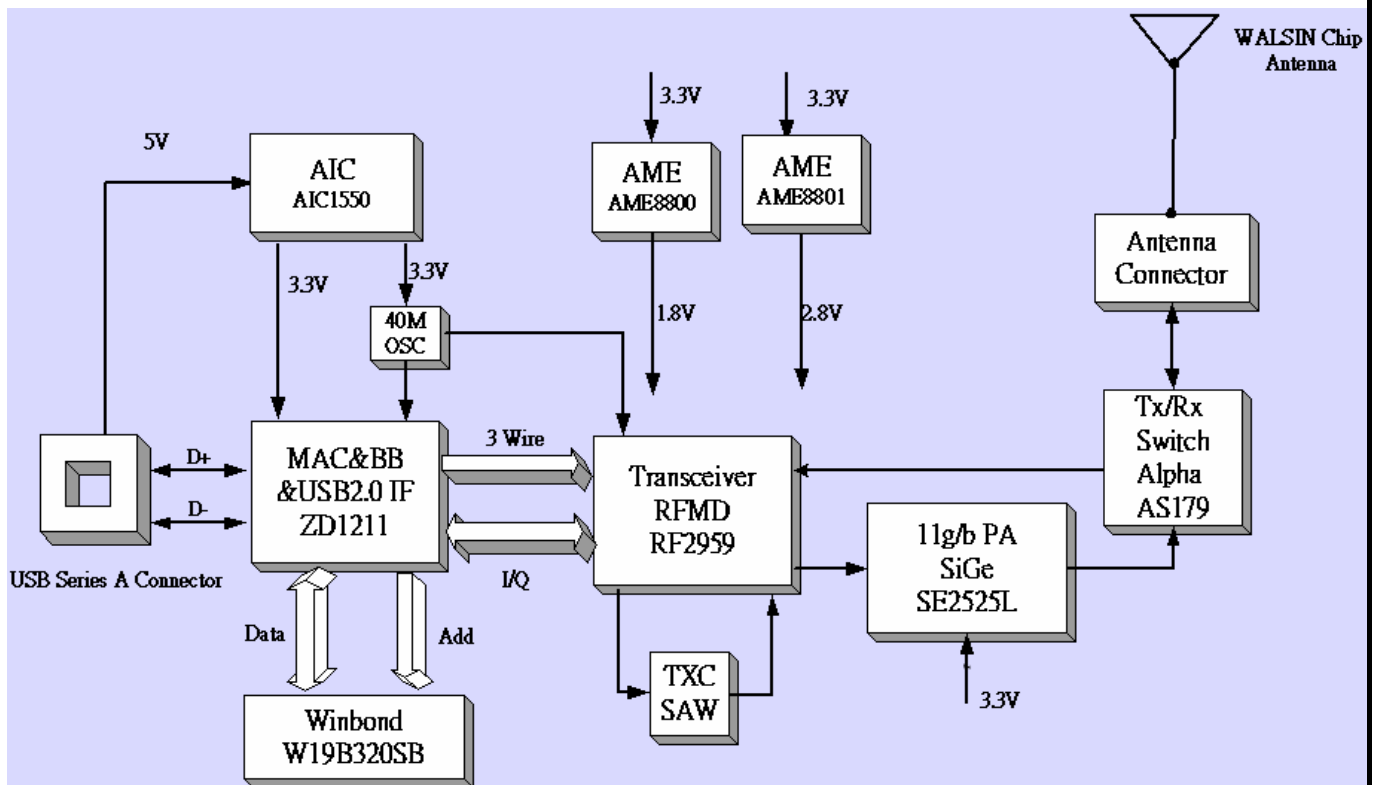 WALSIN Chip
Antenna
3.3V
3.3V
5V
AIC
AIC1550
AME
AME8800
AME
AME8801
Antenna
Connector
3.3V
3.3V
1.8V
2.8V
40M
OSC
Tx/Rx
Switch
Alpha
AS179
D+
D-
MAC&BB
&USB2.0 IF
ZD1211
3 Wire
I/Q
Transceiver
RFMD
RF2959
11g/b PA
SiGe
SE2525L
USB Series A Connector
Data
Add
TXC
SAW
3.3V
Winbond
W19B320SB